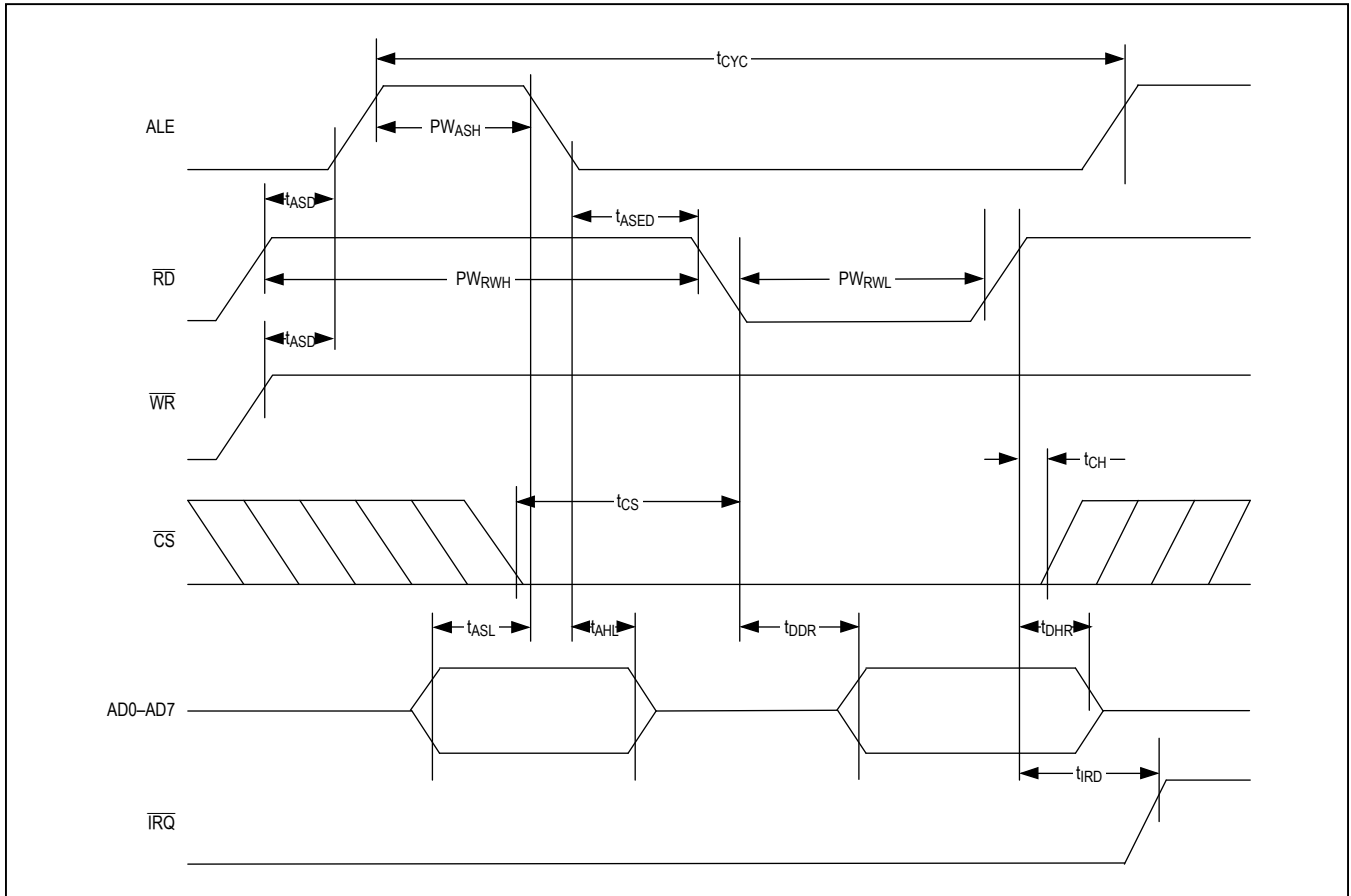 tCYC
ALE
PWASH
tASD
tASED
RD
PWRWH
PWRWL
tASD
WR
tCH
tCS
CS
tASL
tAHL
tDDR
tDHR
AD0–AD7
tIRD
IRQ